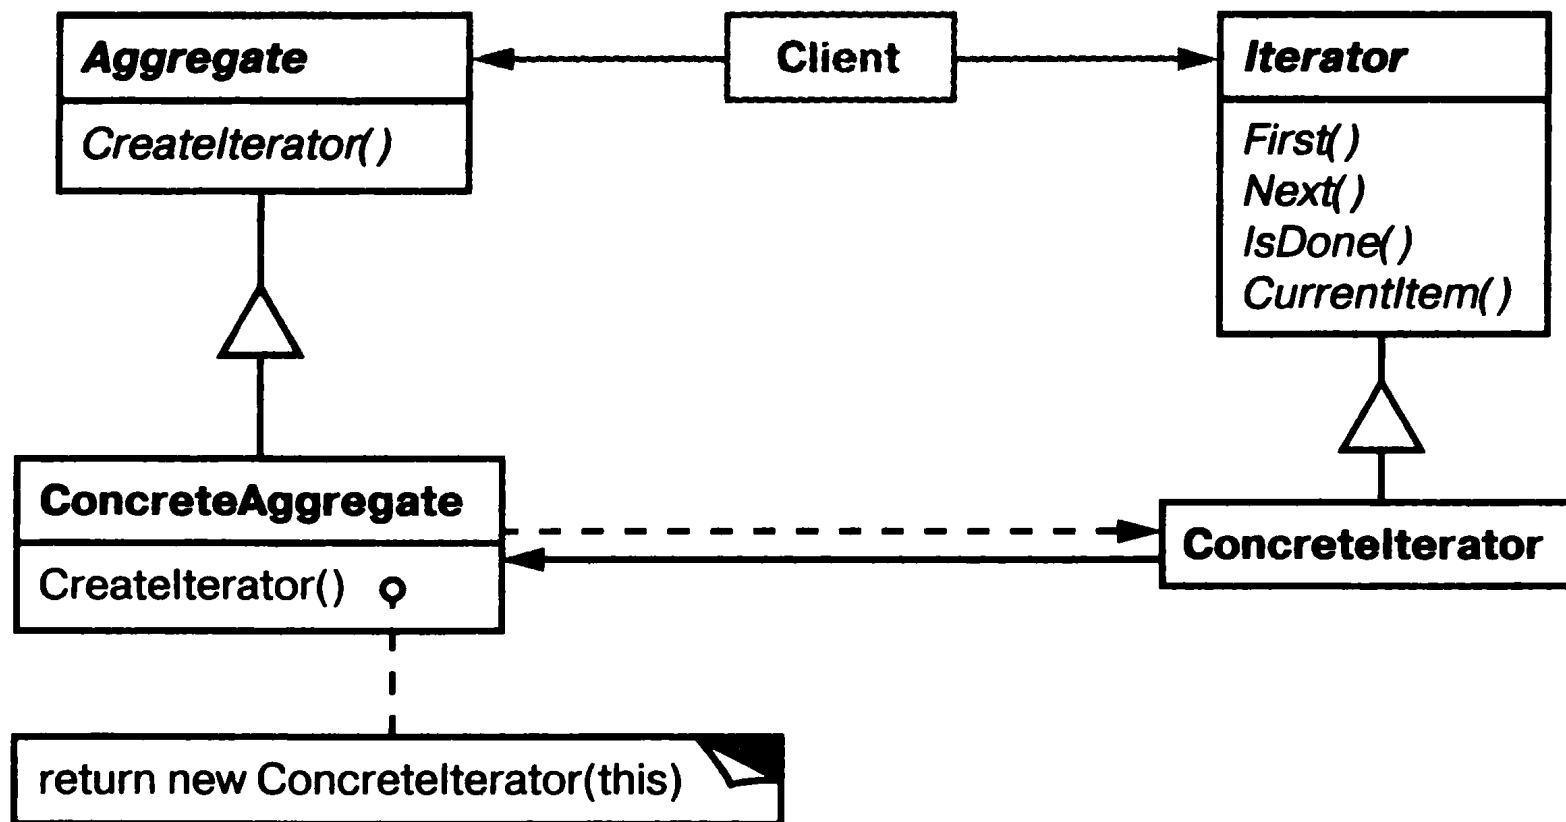 Aggregate
CreateIterator()
Client
Iterator
First()
Next()
IsDone()
CurrentItem()
ConcreteAggregate
CreateIterator()
ConcreteIterator
return new ConcreteIterator(this)